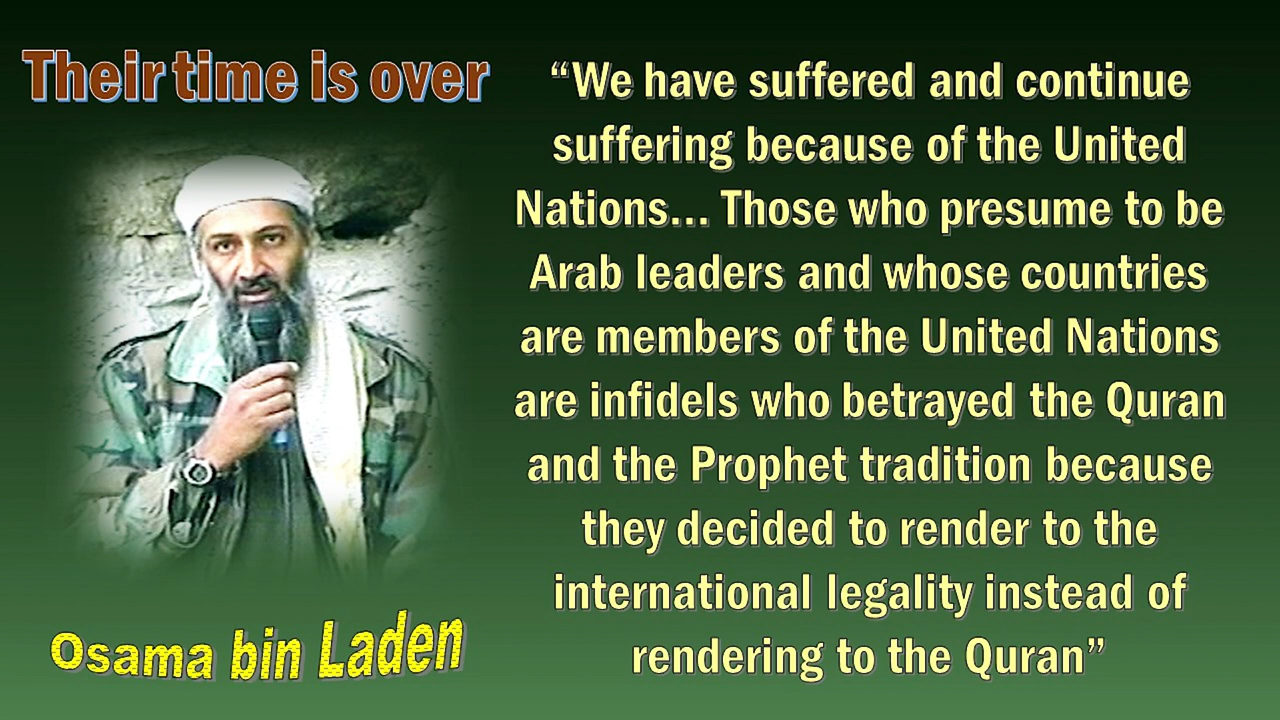 Their time is over
“We have suffered and continue
suffering because of the United
Nations... Those who presume to be
Arab leaders and whose countries
are members of the United Nations
are infidels who betrayed the Quran
and the Prophet tradition because
they decided to render to the
international legality instead of
rendering to the Quran”
Osama bin Laden